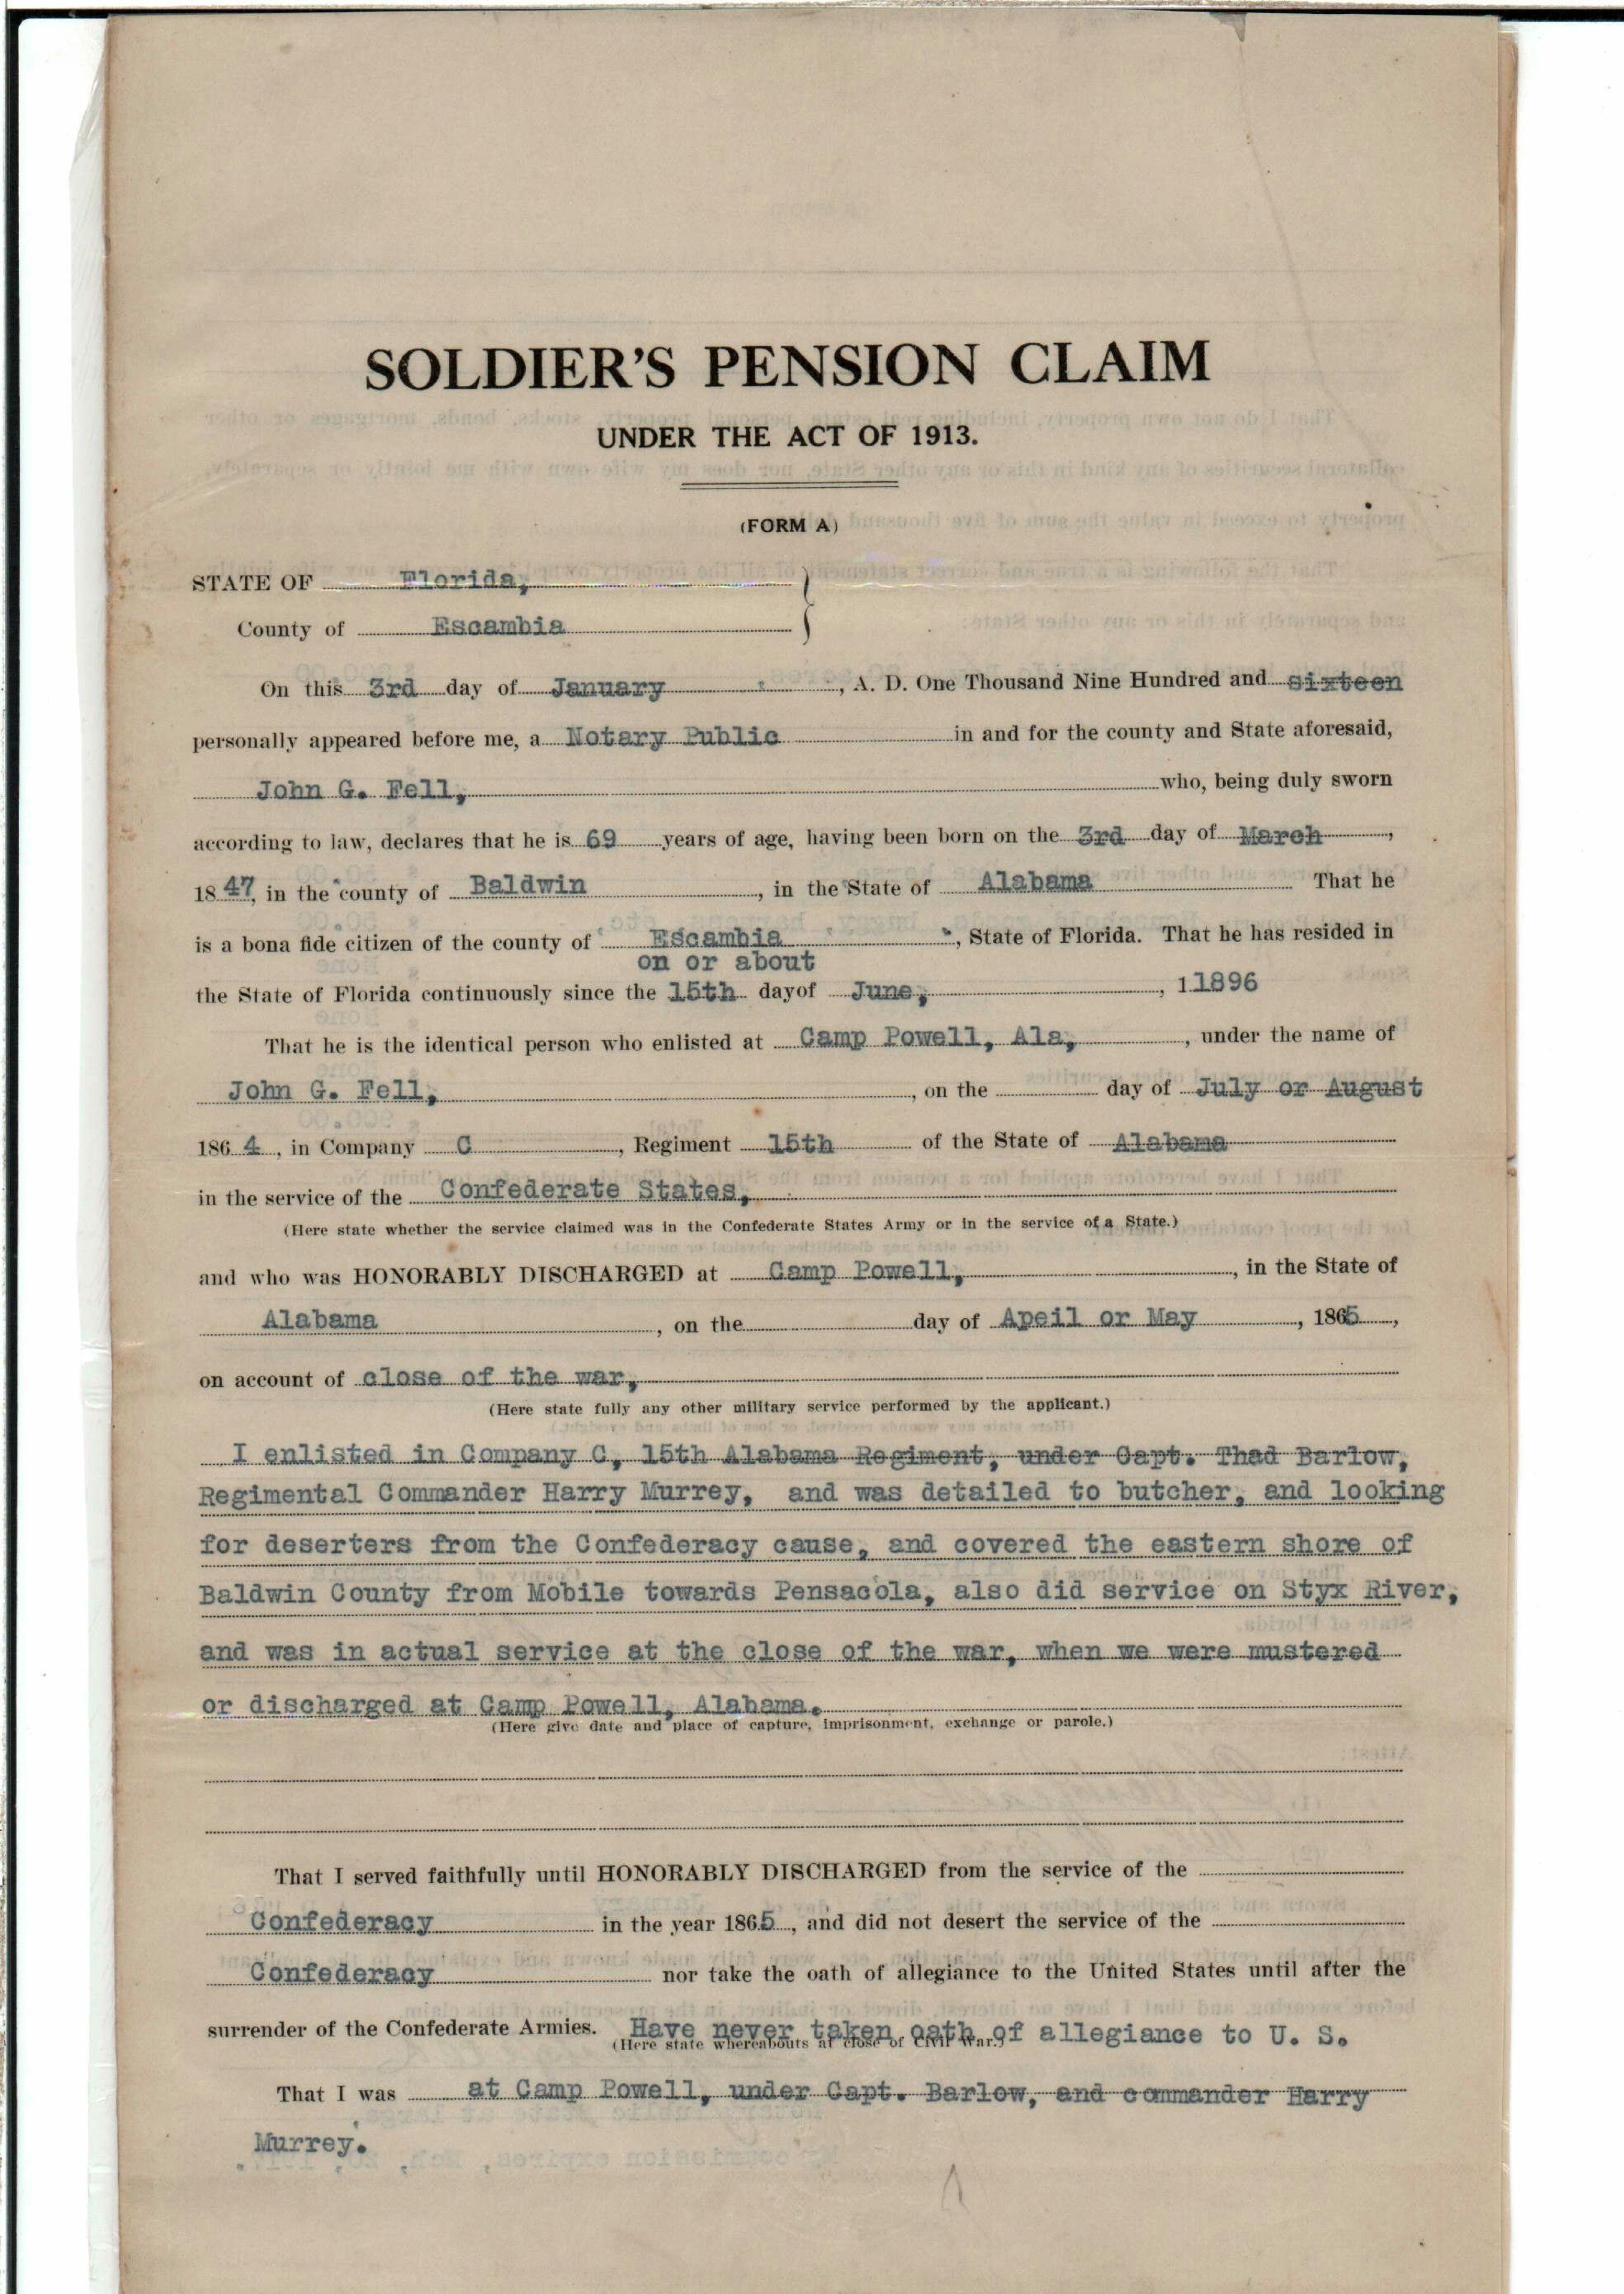 SOLDIER'S PENSION CLAIM
UNDER THE ACT OF 1913.
(FORM A)
STATE OF Florida,
County of Escambia
On this 3rd day of January, A. D. One Thousand Nine Hundred and sixteen
personally appeared before me, a Notary Public in and for the county and State aforesaid,
John G. Fell, who, being duly sworn
according to law, declares that he is 69 years of age, having been born on the 3rd day of March,
1847, in the county of Baldwin, in the State of Alabama That he
is a bona fide citizen of the county of Escambia, State of Florida. That he has resided in
on or about
the State of Florida continuously since the 15th day of June, 11896
That he is the identical person who enlisted at Camp Powell, Ala, under the name of
John G. Fell, on the day of July or August
1864, in Company C, Regiment 15th of the State of Alabama
in the service of the Confederate States,
(Here state whether the service claimed was in the Confederate States Army or in the service of a State.)
and who was HONORABLY DISCHARGED at Camp Powell, in the State of
Alabama, on the day of Apeil or May, 1865,
on account of close of the war,
(Here state fully any other military service performed by the applicant.)
I enlisted in Company C, 15th Alabama Regiment, under Capt. Thad Barlow,
Regimental Commander Harry Murrey, and was detailed to butcher, and looking
for deserters from the Confederacy cause, and covered the eastern shore of
Baldwin County from Mobile towards Pensacola, also did service on Styx River,
and was in actual service at the close of the war, when we were mustered
or discharged at Camp Powell, Alabama.
(Here give date and place of capture, imprisonment, exchange or parole.)
That I served faithfully until HONORABLY DISCHARGED from the service of the
Confederacy in the year 1865, and did not desert the service of the
Confederacy nor take the oath of allegiance to the United States until after the
surrender of the Confederate Armies. Have never taken oath of allegiance to U. S.
(Here state whereabouts at close of Civil War.)
That I was at Camp Powell, under Capt. Barlow, and commander Harry
Murrey.